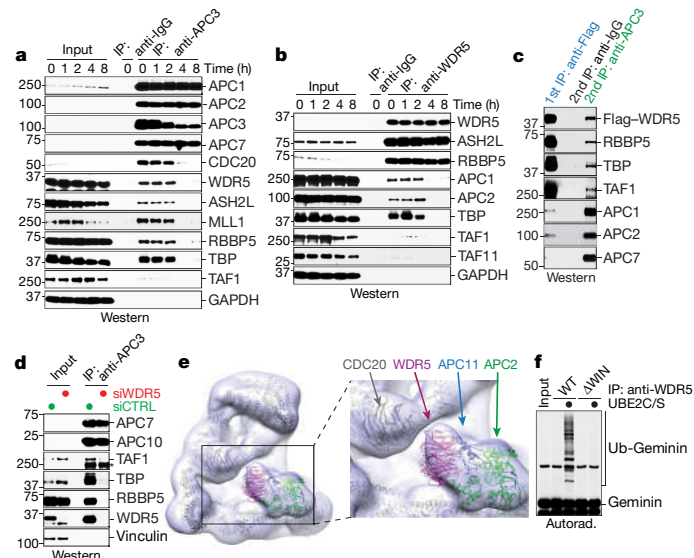 a
Input
IP:
anti-IgG
IP:
anti-APC3
0 1 2 4 8 0 0 1 2 4 8 Time (h)
250 APC1
100 APC2
100 APC3
75 APC7
50 CDC20
37 WDR5
75 ASH2L
250 MLL1
75 RBBP5
37 TBP
250 TAF1
37 GAPDH
Western
b
Input
IP:
anti-IgG
IP:
anti-WDR5
0 1 2 4 8 0 0 1 2 4 8
Time (h)
37 WDR5
75 ASH2L
75 RBBP5
250 APC1
100 APC2
37 TBP
250 TAF1
25 TAF11
37 GAPDH
Western
c
1st IP: anti-Flag
2nd IP: anti-IgG
2nd IP: anti-APC3
37 Flag–WDR5
75 RBBP5
37 TBP
250 TAF1
250 APC1
100 APC2
50 APC7
Western
d
Input
IP:
anti-APC3
siWDR5
siCTRL
75 APC7
25 APC10
250 TAF1
37 TBP
75 RBBP5
37 WDR5
100 Vinculin
Western
e
CDC20 WDR5 APC11 APC2
f
Input
WT
ΔWIN
IP: anti-WDR5
UBE2C/S
Ub-Geminin
Geminin
Autorad.